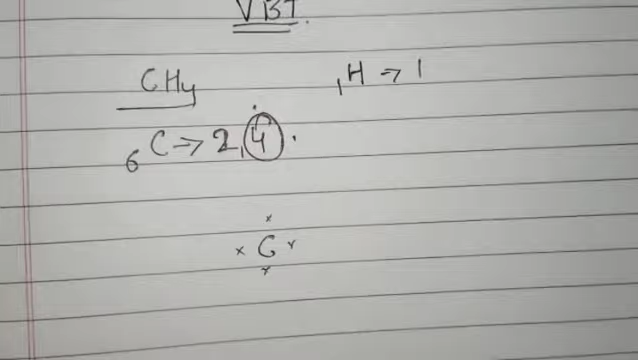 VBT.
CH4
₁H → 1
₆C → 2,4
x
x C x
x